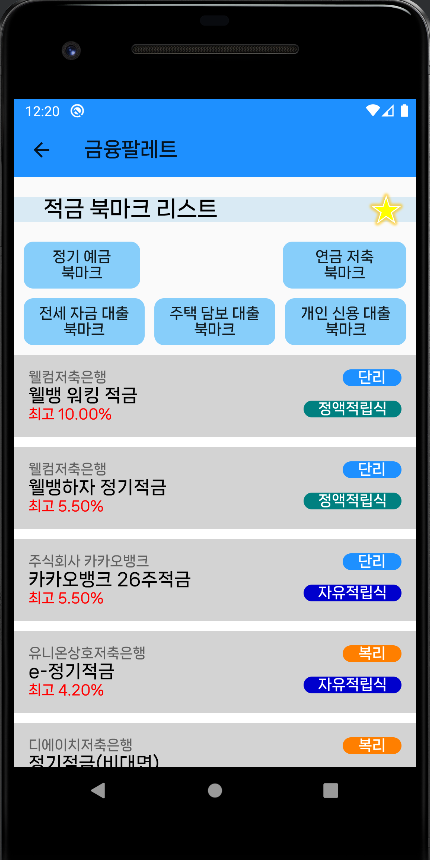 12:20
금융팔레트
적금 북마크 리스트
정기 예금
북마크
연금 저축
북마크
전세 자금 대출
북마크
주택 담보 대출
북마크
개인 신용 대출
북마크
웰컴저축은행
웰뱅 워킹 적금
최고 10.00%
단리
정액적립식
웰컴저축은행
웰뱅하자 정기적금
최고 5.50%
단리
정액적립식
주식회사 카카오뱅크
카카오뱅크 26주적금
최고 5.50%
단리
자유적립식
유니온상호저축은행
e-정기적금
최고 4.20%
복리
자유적립식
디에이치저축은행
정기적금(비대면)
복리